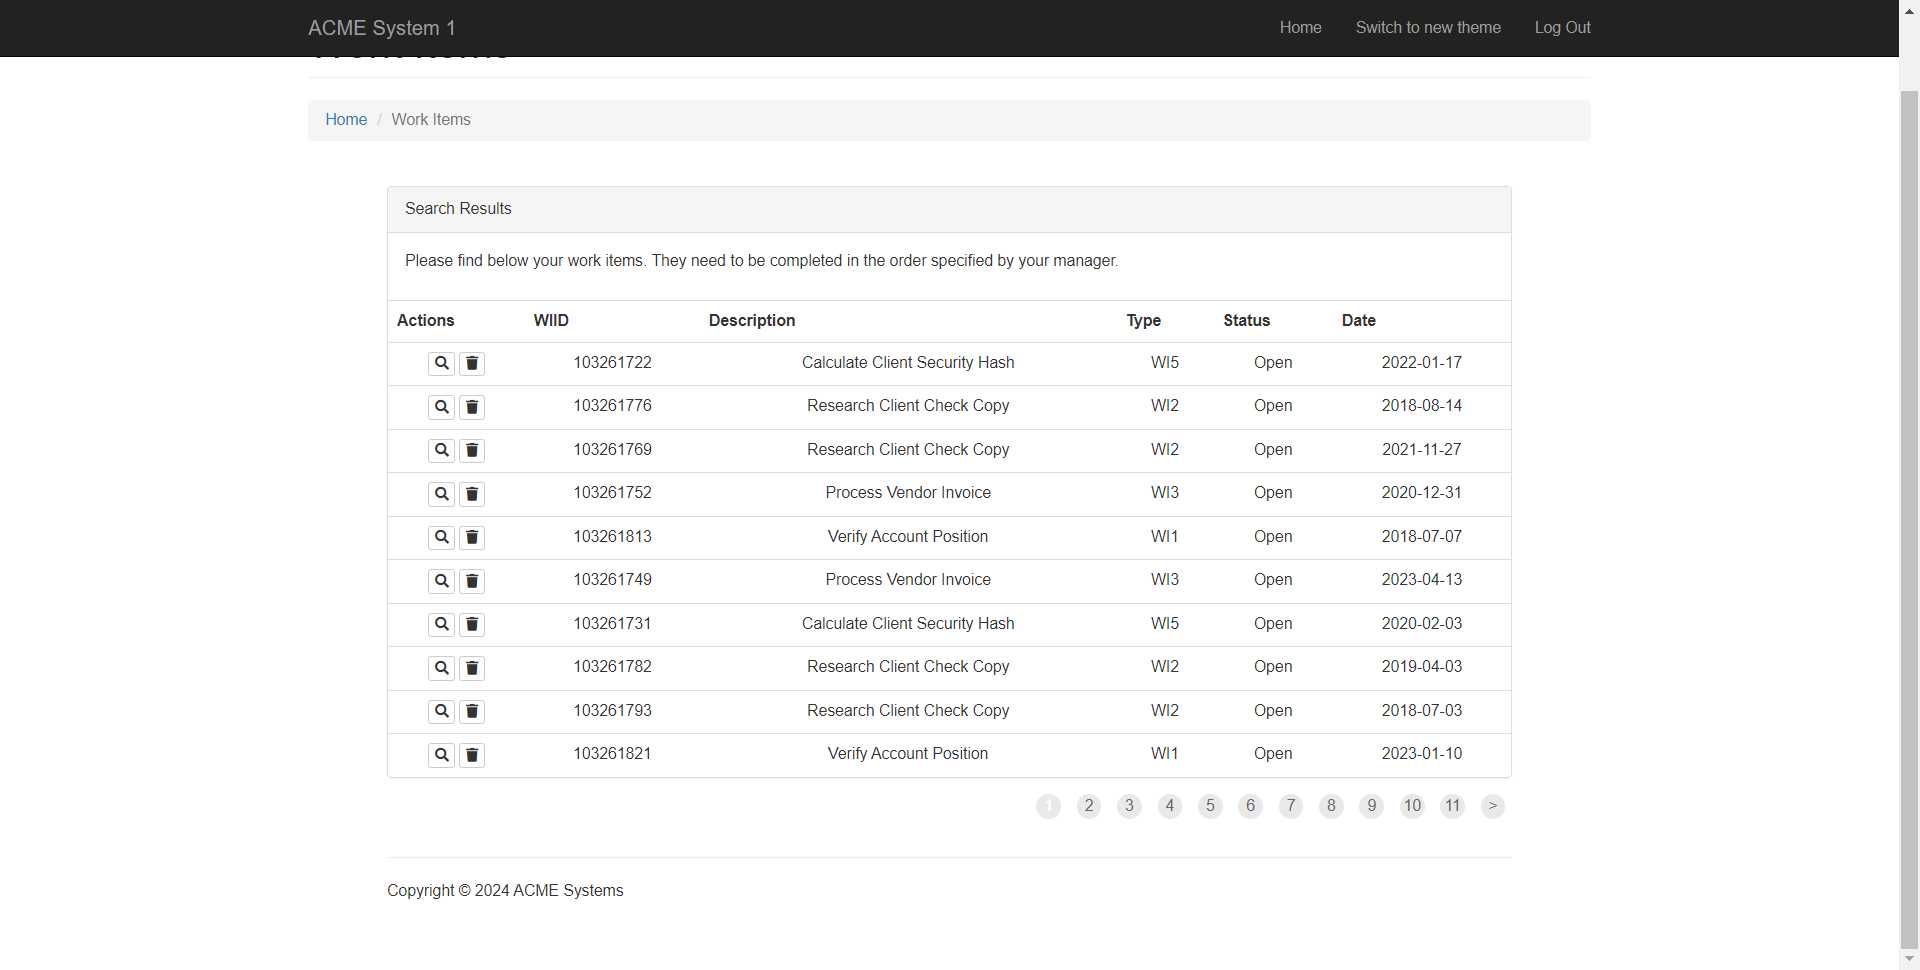 ACME System 1 Home Switch to new theme Log Out
Home / Work Items
Search Results
Please find below your work items. They need to be completed in the order specified by your manager.
Actions WIID Description Type Status Date
103261722 Calculate Client Security Hash WI5 Open 2022-01-17
103261776 Research Client Check Copy WI2 Open 2018-08-14
103261769 Research Client Check Copy WI2 Open 2021-11-27
103261752 Process Vendor Invoice WI3 Open 2020-12-31
103261813 Verify Account Position WI1 Open 2018-07-07
103261749 Process Vendor Invoice WI3 Open 2023-04-13
103261731 Calculate Client Security Hash WI5 Open 2020-02-03
103261782 Research Client Check Copy WI2 Open 2019-04-03
103261793 Research Client Check Copy WI2 Open 2018-07-03
103261821 Verify Account Position WI1 Open 2023-01-10
1 2 3 4 5 6 7 8 9 10 11 >
Copyright © 2024 ACME Systems